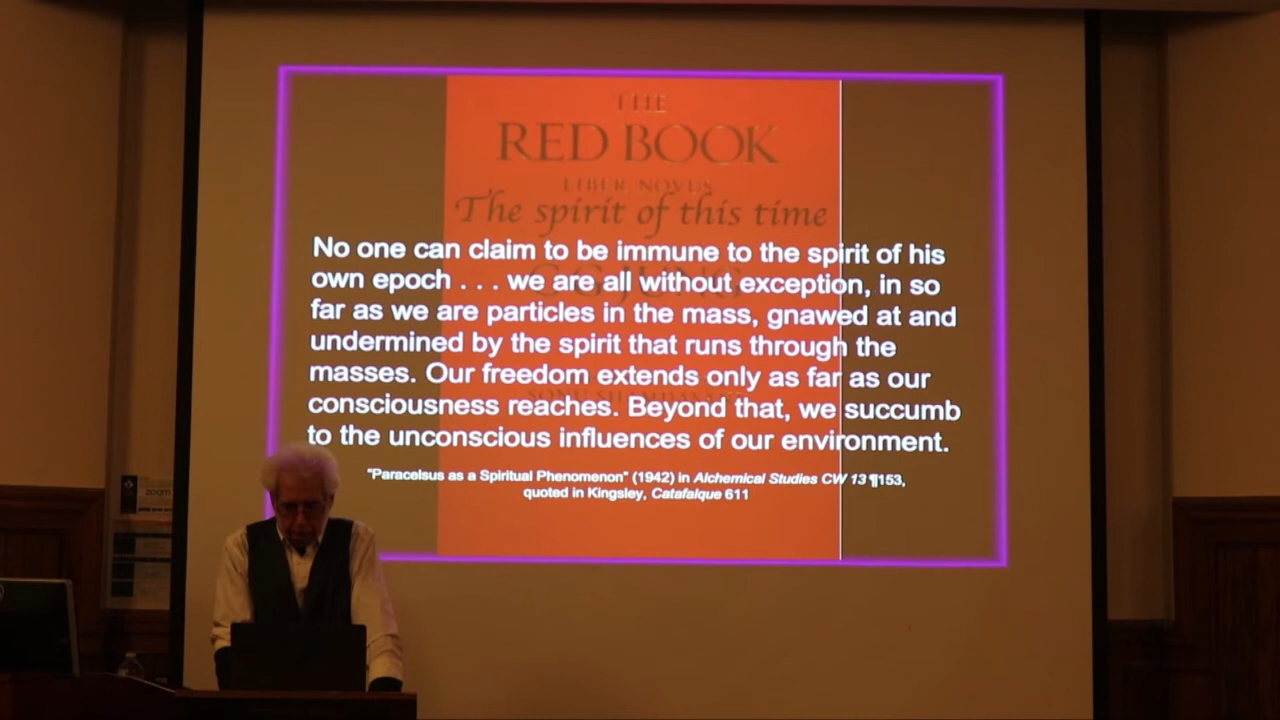 THE
RED BOOK
LIBER NOVUS
The spirit of this time
No one can claim to be immune to the spirit of his
own epoch . . . we are all without exception, in so
far as we are particles in the mass, gnawed at and
undermined by the spirit that runs through the
masses. Our freedom extends only as far as our
consciousness reaches. Beyond that, we succumb
to the unconscious influences of our environment.
"Paracelsus as a Spiritual Phenomenon" (1942) in Alchemical Studies CW 13 ¶153,
quoted in Kingsley, Catafalque 611
C G JUNG
zoom